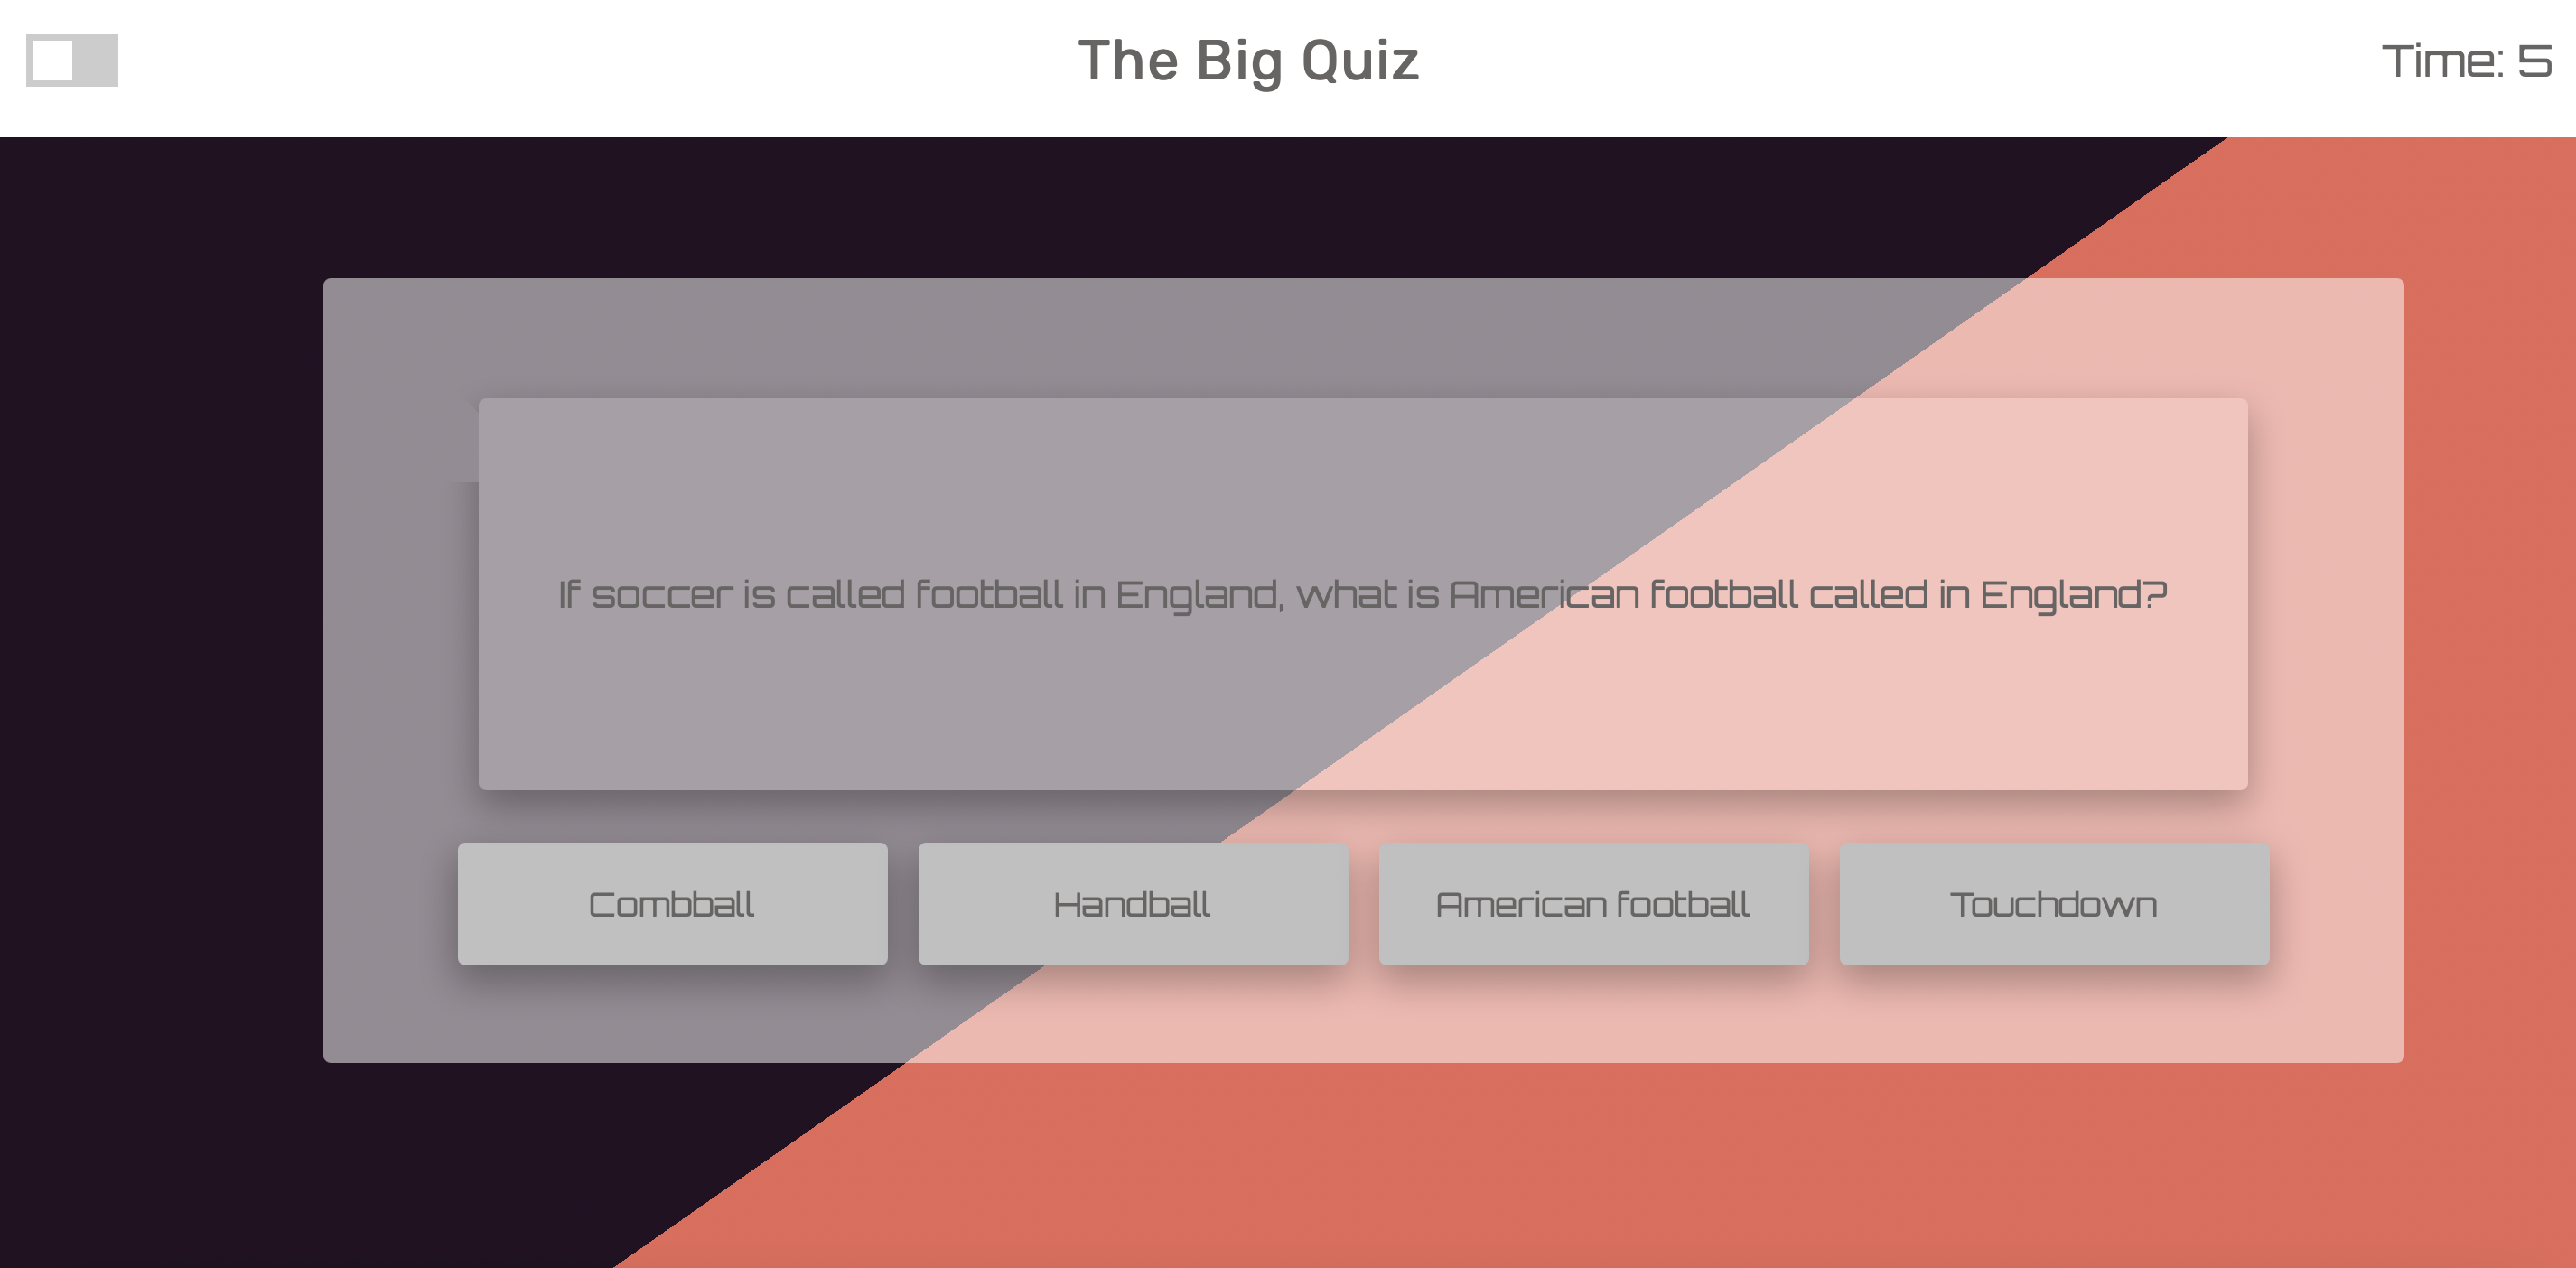 The Big Quiz
Time: 5
If soccer is called football in England, what is American football called in England?
Combball
Handball
American football
Touchdown